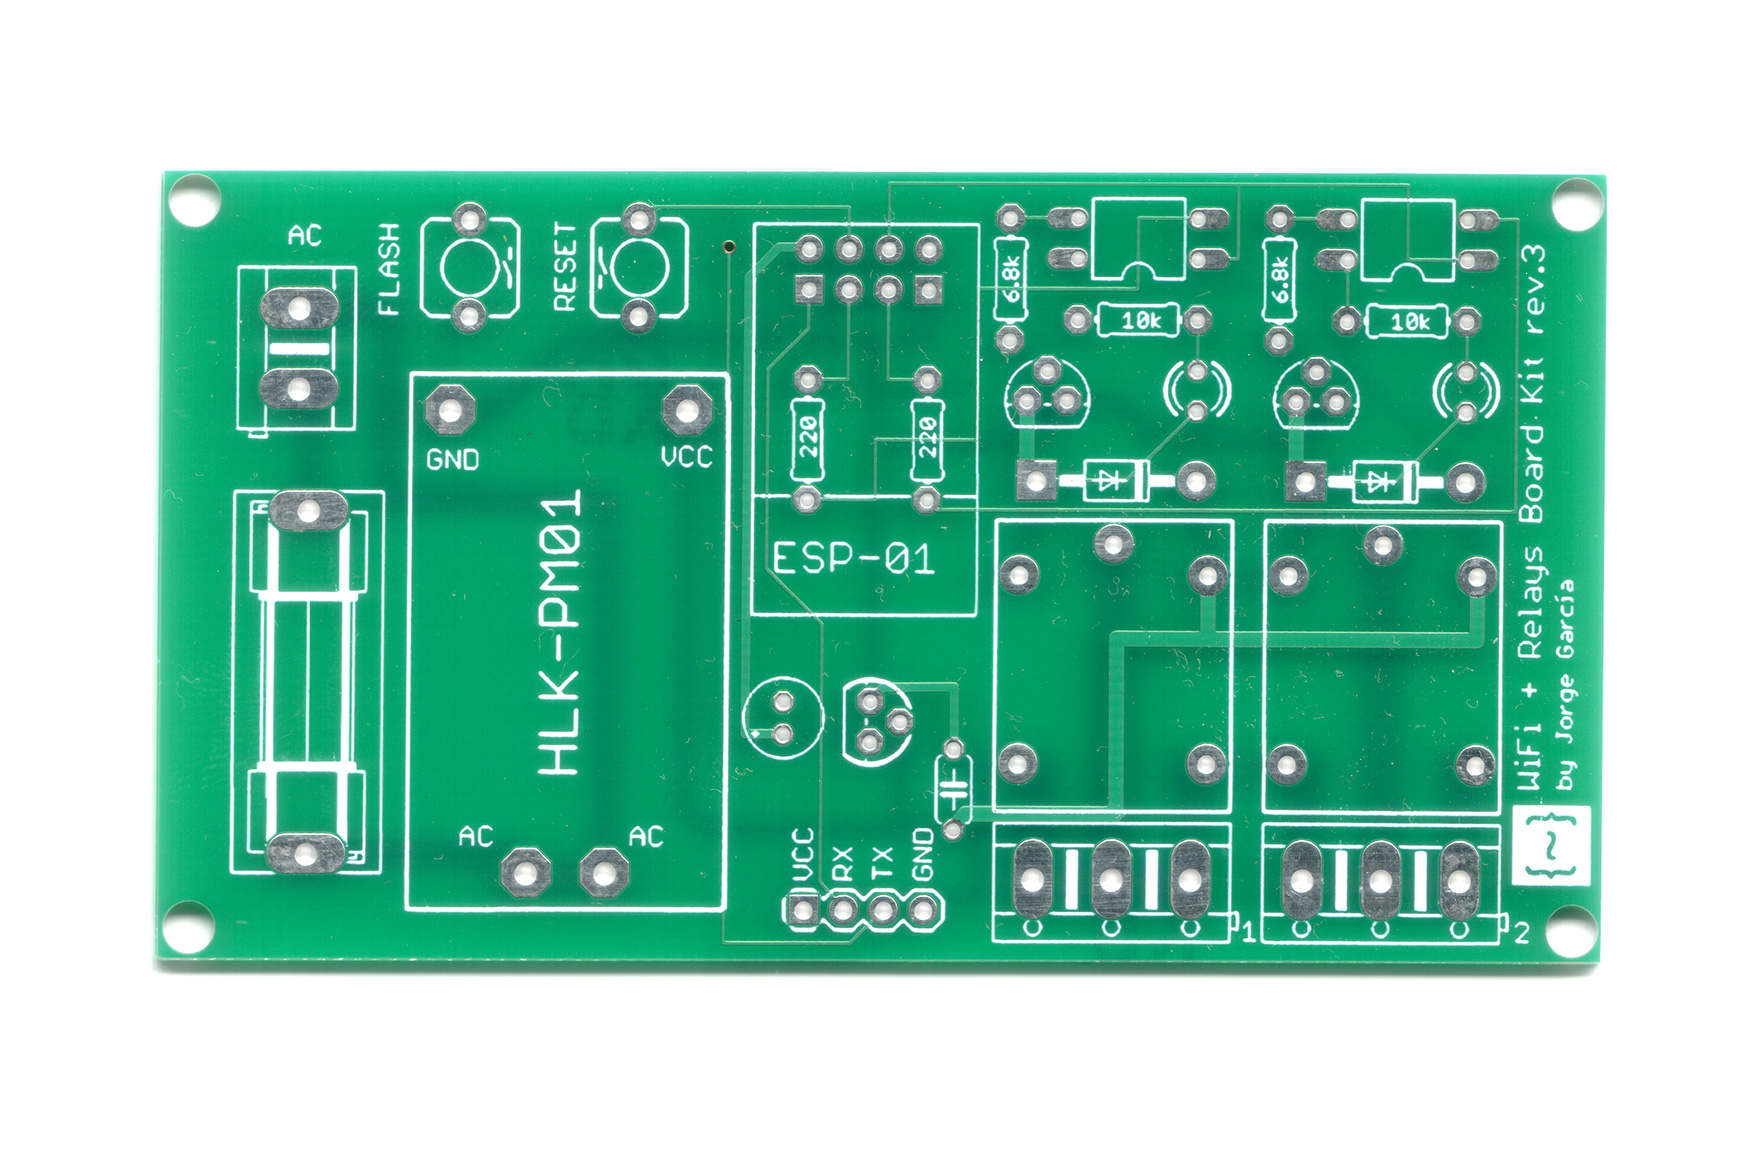 AC
FLASH
RESET
6.8k
10k
6.8k
10k
220
220
GND
VCC
HLK-PM01
ESP-01
AC
AC
VCC
RX
TX
GND
1
2
WiFi + Relays Board Kit rev.3
by Jorge García
{~}